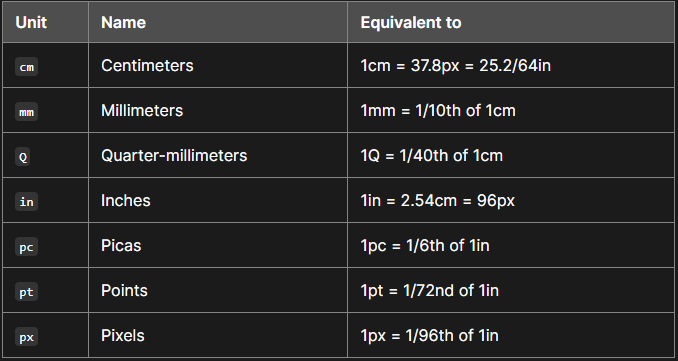 Unit Name Equivalent to
cm Centimeters 1cm = 37.8px = 25.2/64in
mm Millimeters 1mm = 1/10th of 1cm
Q Quarter-millimeters 1Q = 1/40th of 1cm
in Inches 1in = 2.54cm = 96px
pc Picas 1pc = 1/6th of 1in
pt Points 1pt = 1/72nd of 1in
px Pixels 1px = 1/96th of 1in